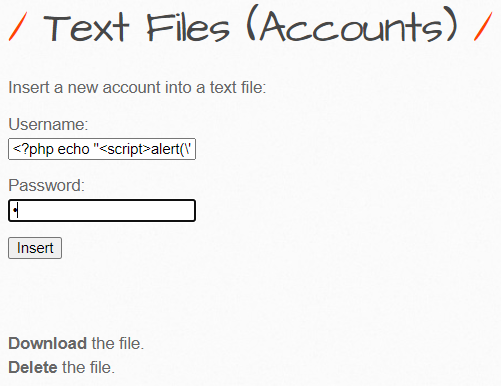 / Text Files (Accounts) /
Insert a new account into a text file:
Username:
<?php echo "<script>alert(\'
Password:
•
Insert
Download the file.
Delete the file.